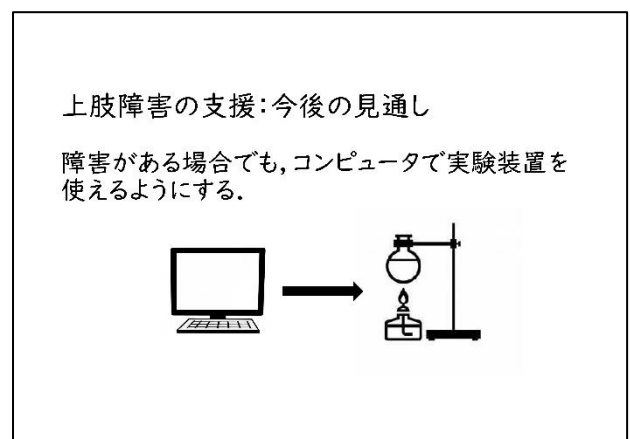 上肢障害の支援:今後の見通し
障害がある場合でも,コンピュータで実験装置を
使えるようにする.